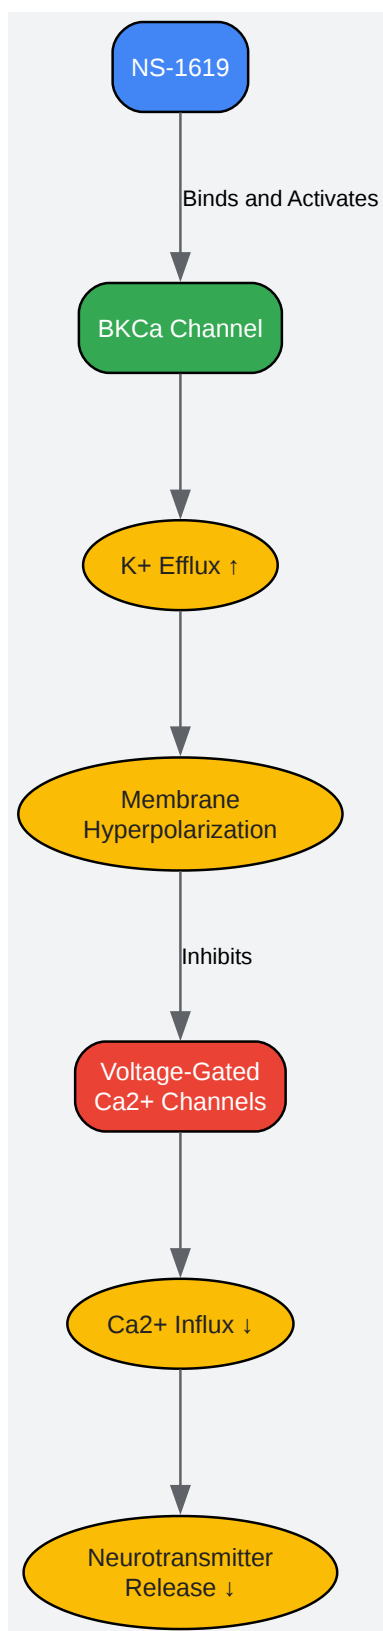 NS-1619
Binds and Activates
BKCa Channel
K+ Efflux ↑
Membrane
Hyperpolarization
Inhibits
Voltage-Gated
Ca2+ Channels
Ca2+ Influx ↓
Neurotransmitter
Release ↓